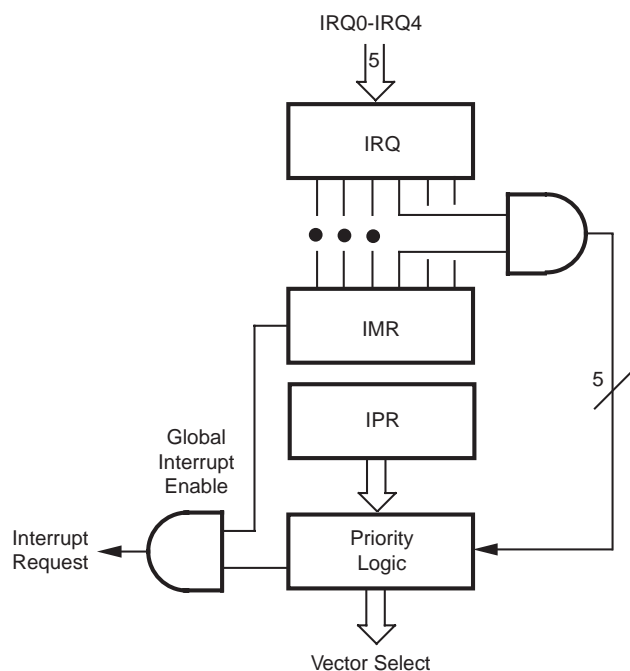 IRQ0-IRQ4
5
IRQ
IMR
5
IPR
Global
Interrupt
Enable
Interrupt
Request
Priority
Logic
Vector Select